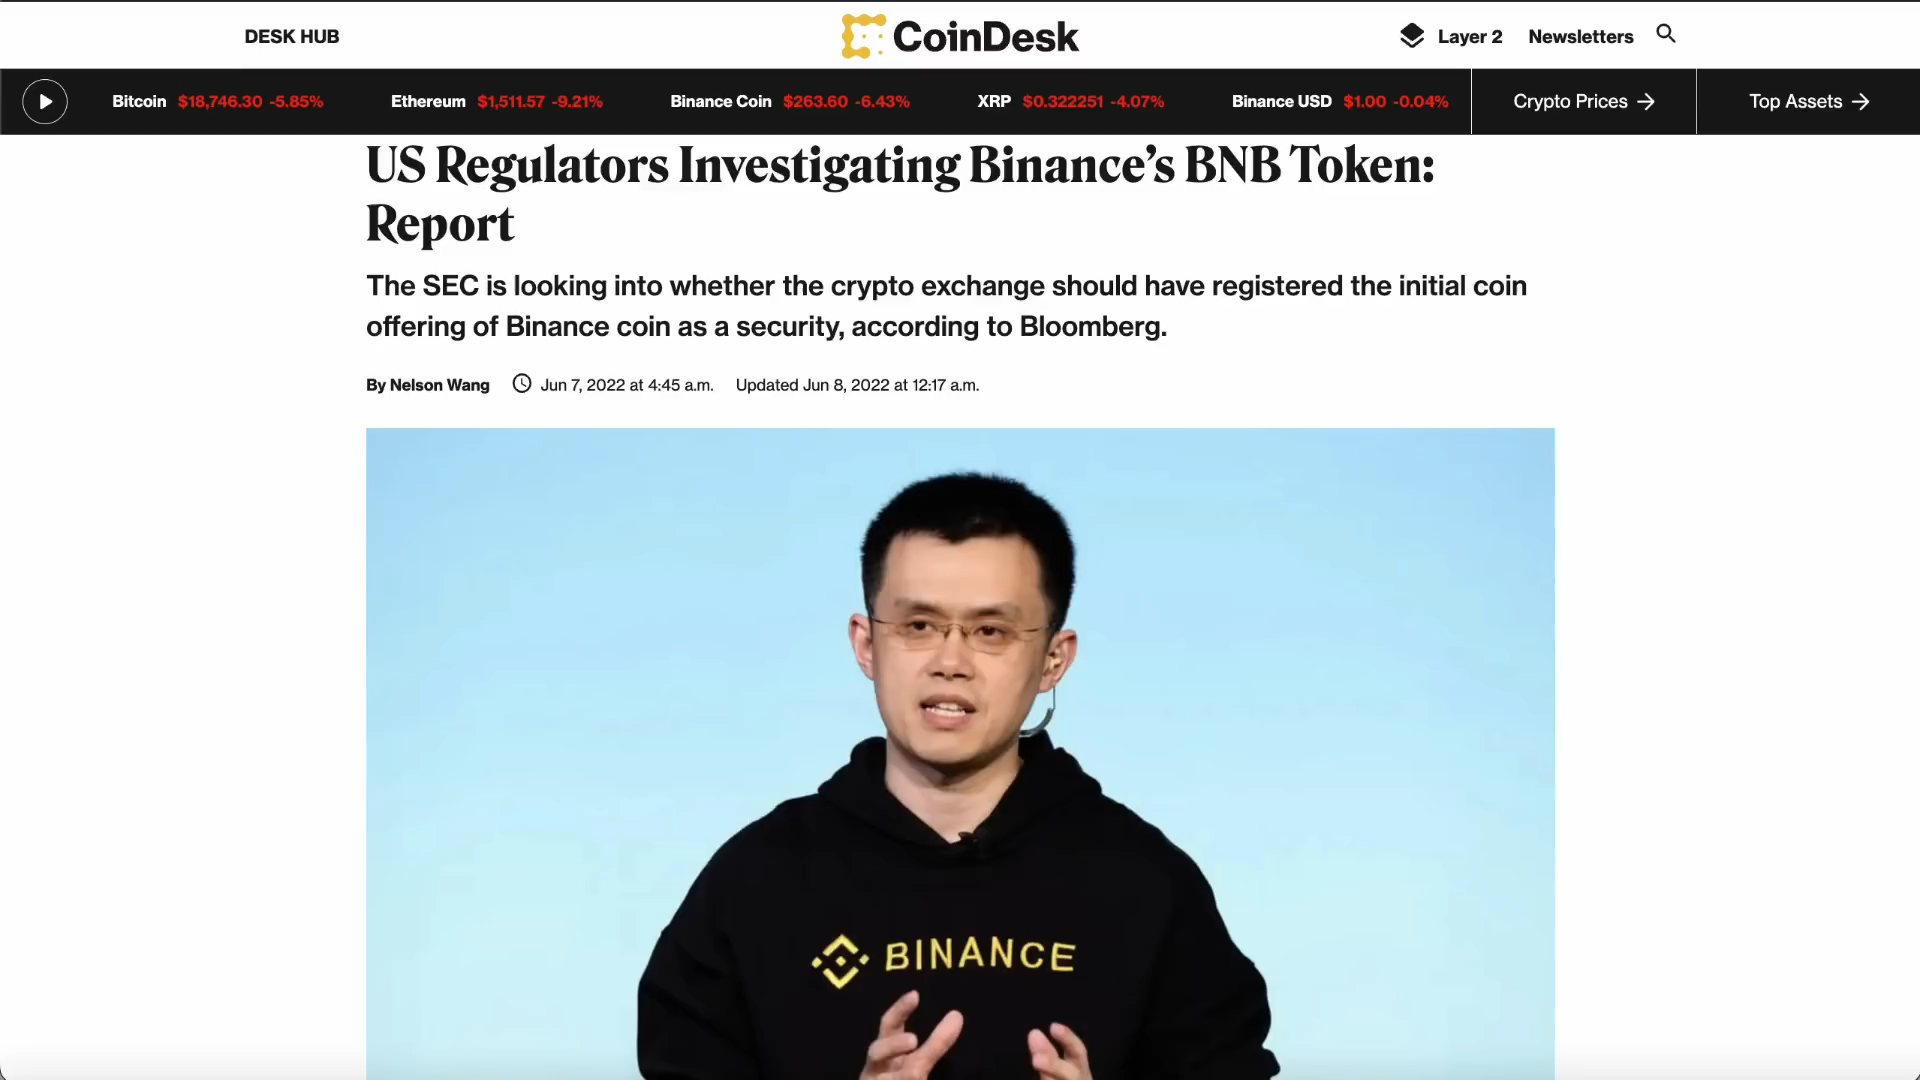 DESK HUB
CoinDesk
Layer 2
Newsletters
Bitcoin $18,746.30 -5.85%
Ethereum $1,511.57 -9.21%
Binance Coin $263.60 -6.43%
XRP $0.322251 -4.07%
Binance USD $1.00 -0.04%
Crypto Prices →
Top Assets →
US Regulators Investigating Binance’s BNB Token:
Report
The SEC is looking into whether the crypto exchange should have registered the initial coin
offering of Binance coin as a security, according to Bloomberg.
By Nelson Wang Jun 7, 2022 at 4:45 a.m. Updated Jun 8, 2022 at 12:17 a.m.
BINANCE